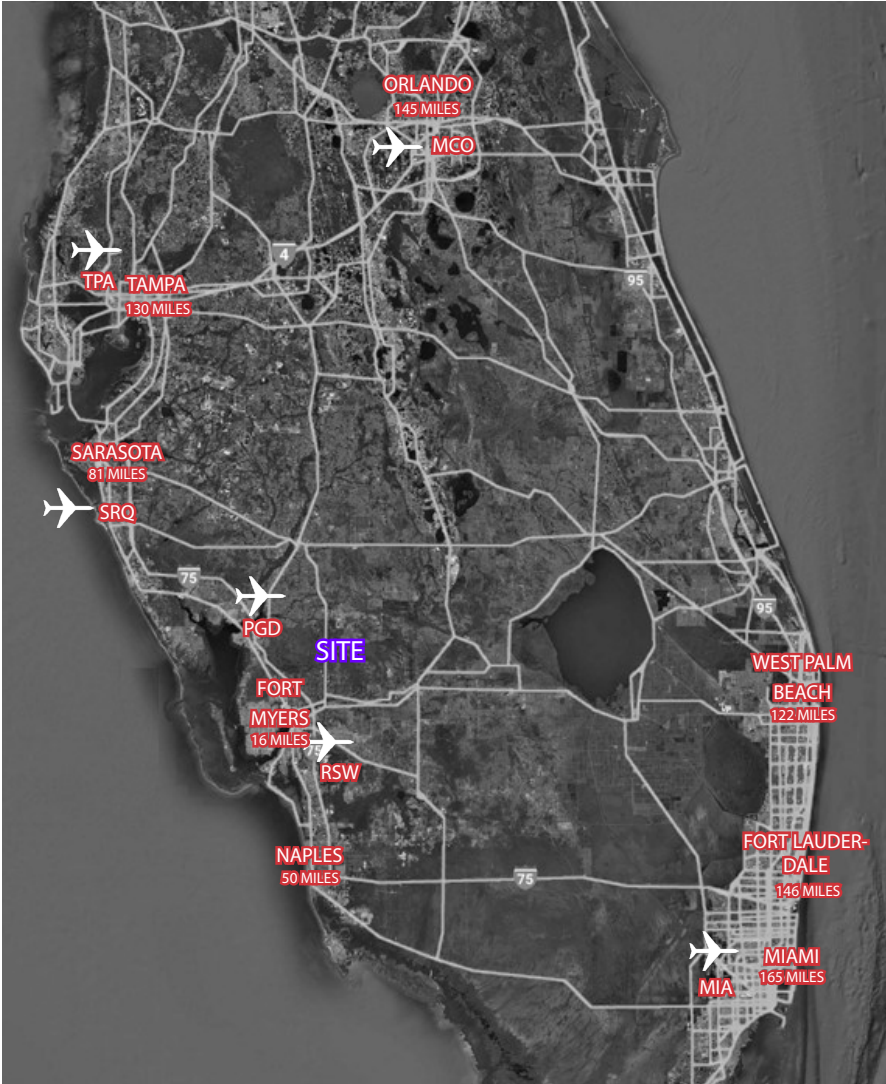 ORLANDO
145 MILES
MCO
4
TPA
TAMPA
130 MILES
95
SARASOTA
81 MILES
SRQ
75
PGD
95
SITE
WEST PALM
BEACH
122 MILES
FORT
MYERS
16 MILES
75
RSW
FORT LAUDER-
DALE
146 MILES
NAPLES
50 MILES
75
MIAMI
165 MILES
MIA